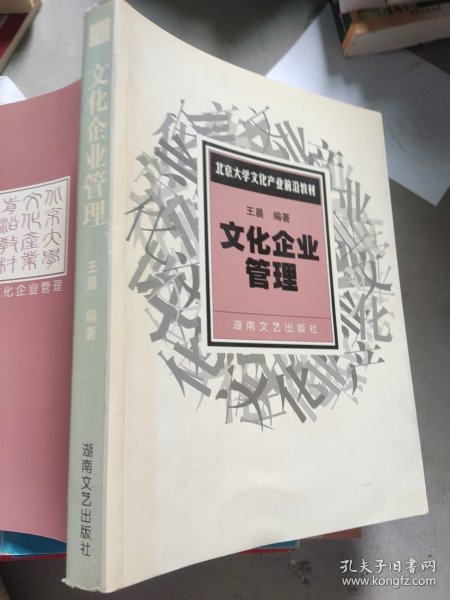 文化企业管理
王晨 编著
湖南文艺出版社
北京大学文化产业前沿教材
王晨 编著
文化企业
管理
湖南文艺出版社
北京大学
文化产业
前沿教材
化企业管理
孔夫子旧书网
www.kongfz.com